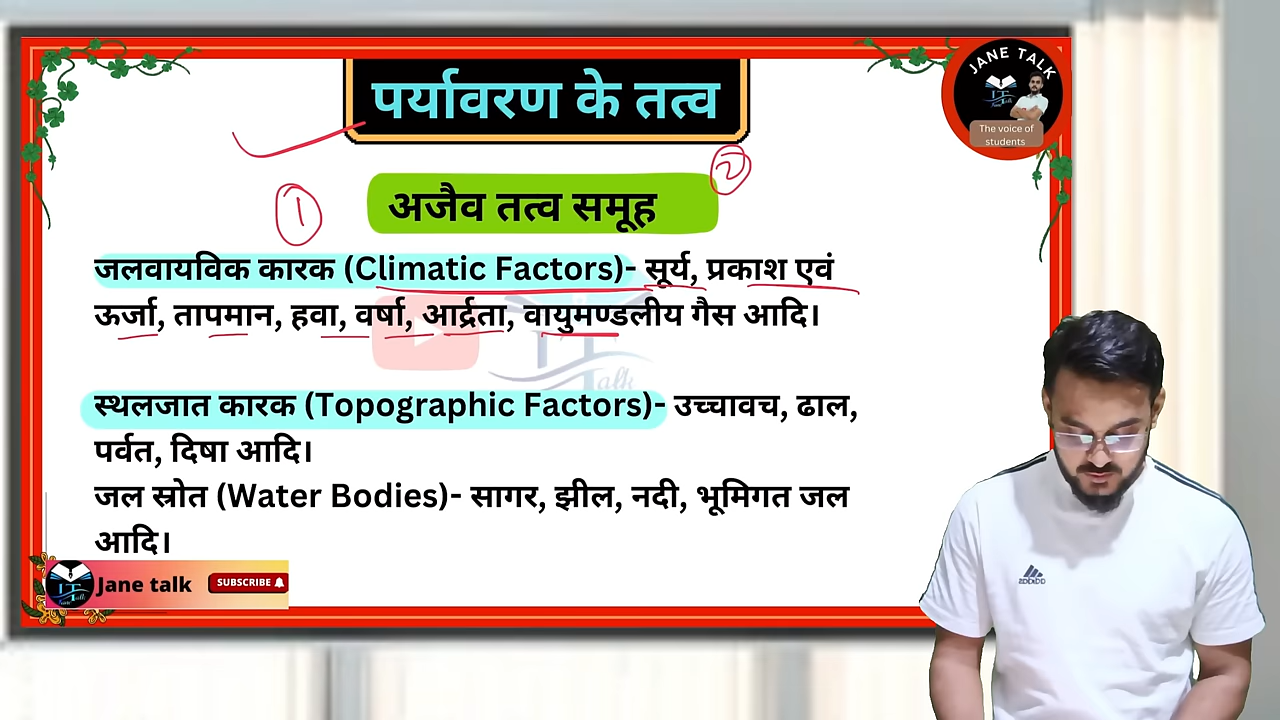 पर्यावरण के तत्व
JANE TALK
The voice of
students
②
①
अजैव तत्व समूह
जलवायविक कारक (Climatic Factors)- सूर्य, प्रकाश एवं
ऊर्जा, तापमान, हवा, वर्षा, आर्द्रता, वायुमण्डलीय गैस आदि।
स्थलजात कारक (Topographic Factors)- उच्चावच, ढाल,
पर्वत, दिषा आदि।
जल स्रोत (Water Bodies)- सागर, झील, नदी, भूमिगत जल
आदि।
Jane talk
SUBSCRIBE